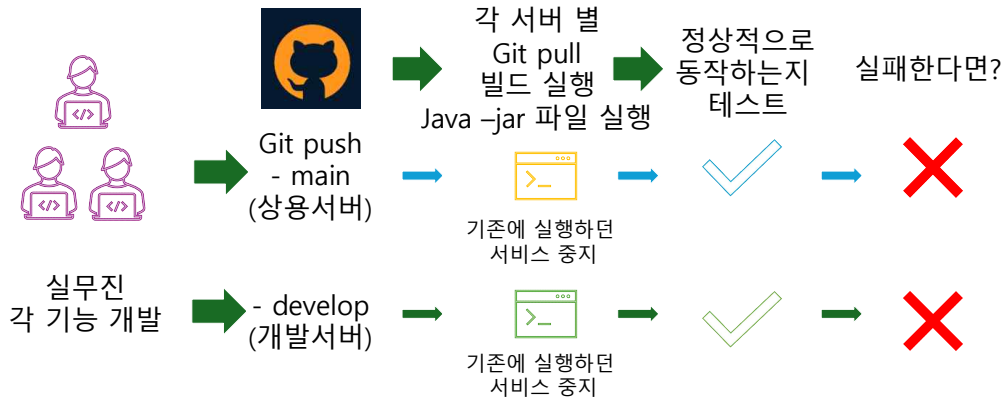 실무진
각 기능 개발
Git push
- main
(상용서버)
- develop
(개발서버)
각 서버 별
Git pull
빌드 실행
Java –jar 파일 실행
기존에 실행하던
서비스 중지
기존에 실행하던
서비스 중지
정상적으로
동작하는지
테스트
실패한다면?